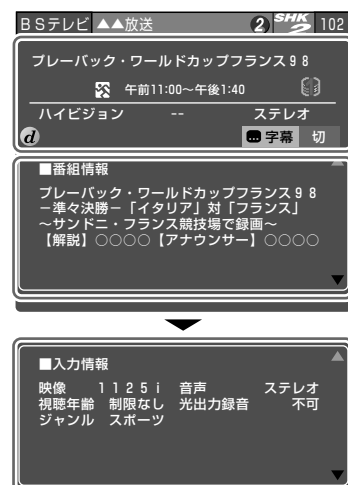 BSテレビ ▲▲放送 2 SHK 2 102
プレーバック・ワールドカップフランス98
午前11:00～午後1:40
ハイビジョン -- ステレオ
d 字幕 切
■番組情報
プレーバック・ワールドカップフランス98
－準々決勝－「イタリア」対「フランス」
～サンドニ・フランス競技場で録画～
【解説】○○○○【アナウンサー】○○○○
■入力情報
映像 1125i 音声 ステレオ
視聴年齢 制限なし 光出力録音 不可
ジャンル スポーツ